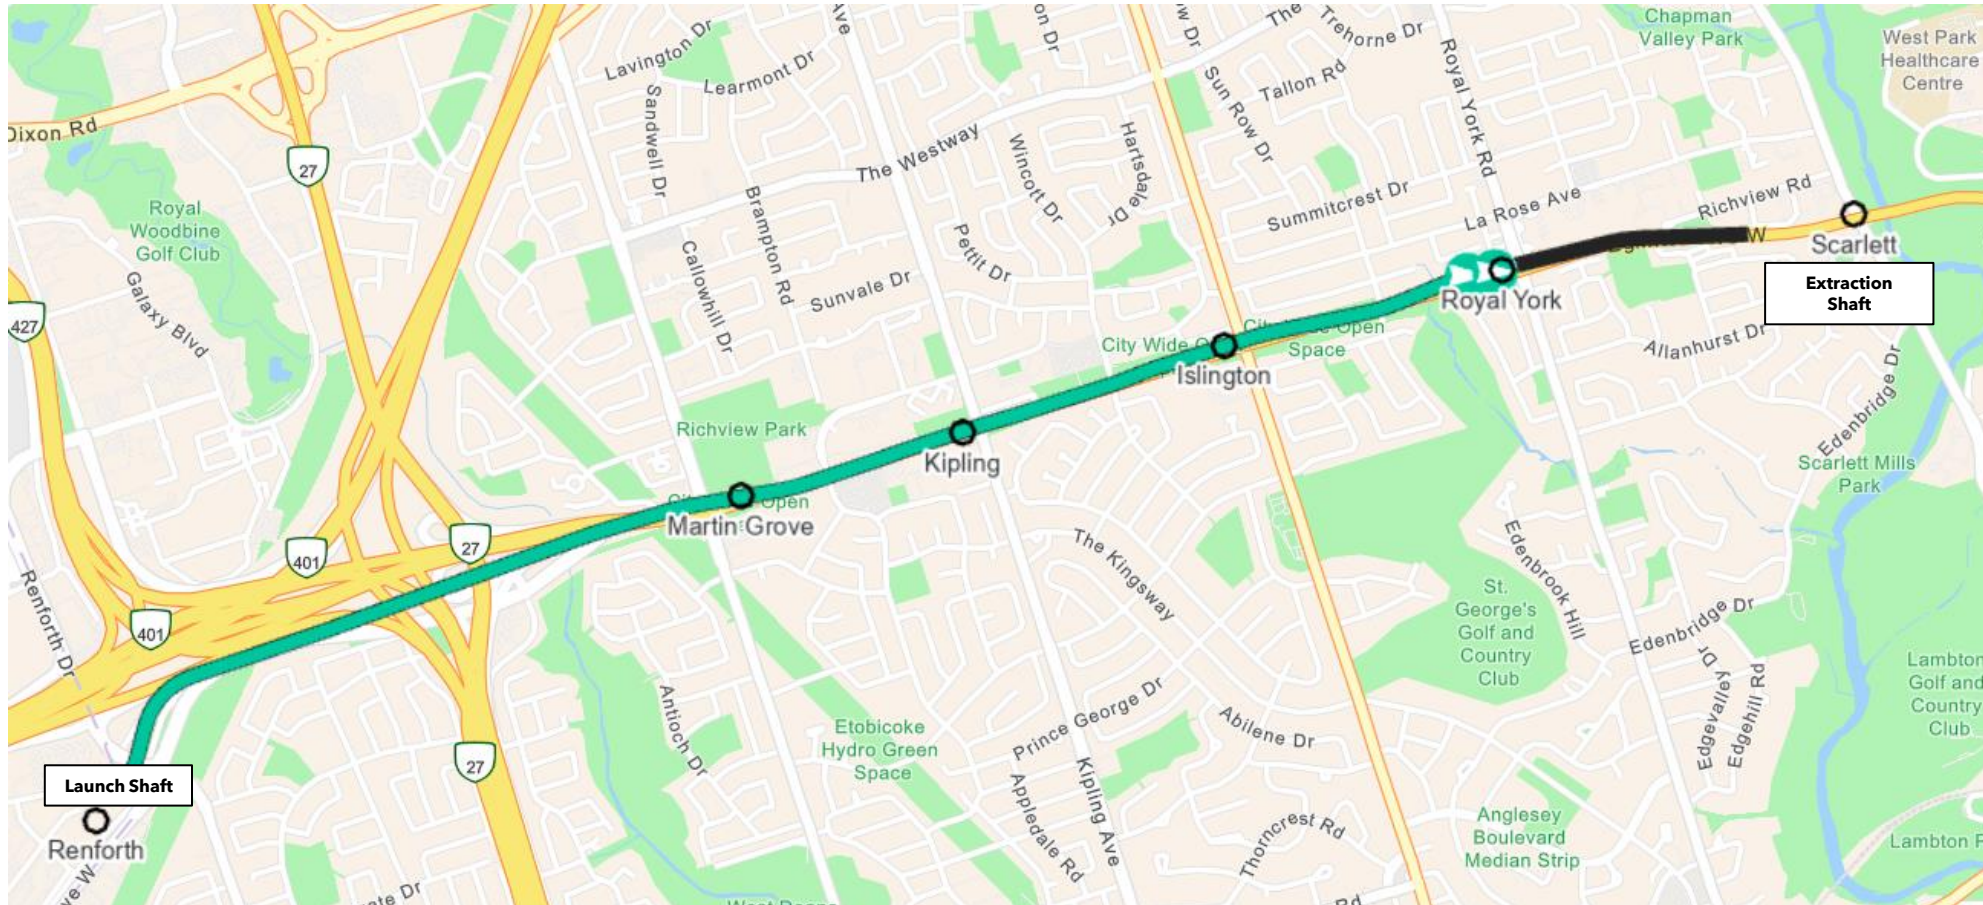 Chapman
Valley Park
West Park
Healthcare
Centre
Lavington Dr
Learmont Dr
Trehorne Dr
Tallon Rd
Sun Row Dr
Royal York Rd
Dixon Rd
27
Sandwell Dr
The Westway
Wincott Dr
Hartsdale Dr
Summitcrest Dr
La Rose Ave
Richview Rd
Royal
Woodbine
Golf Club
Brampton Rd
Callowhill Dr
Pettit Dr
Sunvale Dr
Galaxy Blvd
Scarlett
Extraction
Shaft
Royal York
427
City Wide Open
Space
City Wide
Islington
Allanhurst Dr
Edenbridge Dr
Richview Park
Kipling
Scarlett Mills
Park
Open
Martin Grove
401
27
The Kingsway
Edenbrook Hill
St.
George's
Golf and
Country
Club
Renforth Dr
401
Edenbridge Dr
Edgevalley Dr
Edgehill Rd
Lambton
Golf and
Country
Club
Antioch Dr
Prince George Dr
Abilene Dr
Etobicoke
Hydro Green
Space
27
Launch Shaft
Kipling Ave
Appledale Rd
Thorncrest Rd
Anglesey
Boulevard
Median Strip
Renforth
Lambton